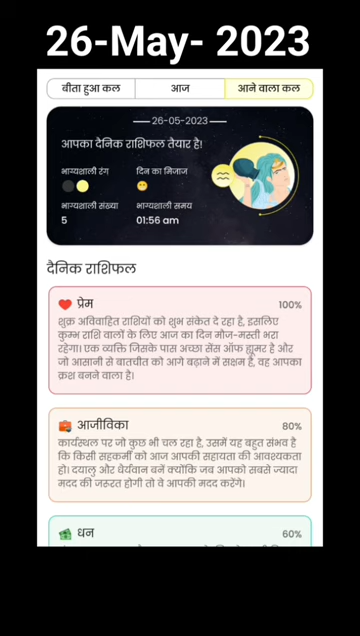 26-May- 2023
बीता हुआ कल आज आने वाला कल
26-05-2023
आपका दैनिक राशिफल तैयार है!
भाग्यशाली रंग दिन का मिजाज
भाग्यशाली संख्या भाग्यशाली समय
5 01:56 am
दैनिक राशिफल
प्रेम 100%
शुक्र अविवाहित राशियों को शुभ संकेत दे रहा है, इसलिए
कुम्भ राशि वालों के लिए आज का दिन मौज-मस्ती भरा
रहेगा। एक व्यक्ति जिसके पास अच्छा सेंस ऑफ ह्यूमर है और
जो आसानी से बातचीत को आगे बढ़ाने में सक्षम है, वह आपका
क्रश बनने वाला है।
आजीविका 80%
कार्यस्थल पर जो कुछ भी चल रहा है, उसमें यह बहुत संभव है
कि किसी सहकर्मी को आज आपकी सहायता की आवश्यकता
हो। दयालु और धैर्यवान बनें क्योंकि जब आपको सबसे ज्यादा
मदद की जरूरत होगी तो वे आपकी मदद करेंगे।
धन 60%